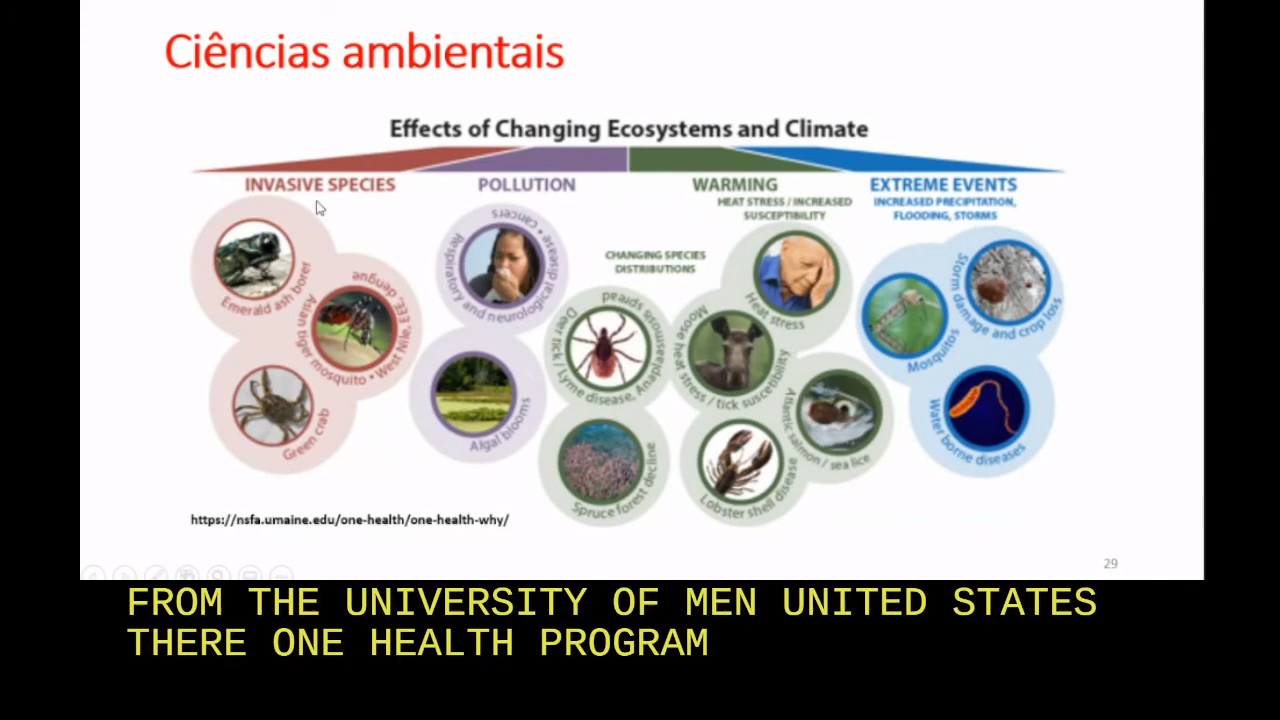 Ciências ambientais
Effects of Changing Ecosystems and Climate
INVASIVE SPECIES
POLLUTION
WARMING
EXTREME EVENTS
HEAT STRESS / INCREASED
SUSCEPTIBILITY
INCREASED PRECIPITATION,
FLOODING, STORMS
CHANGING SPECIES
DISTRIBUTIONS
Emerald ash borer
Asian tiger mosquito • West Nile, EEE, dengue
Green crab
Respiratory and neurological disease • cancers
Algal blooms
Deer tick / Lyme disease, Anaplasmosis spread
Spruce forest decline
Heat stress
Moose heat stress / tick susceptibility
Atlantic salmon / sea lice
Lobster shell disease
Mosquitos
Storm damage and crop loss
Water borne diseases
https://nsfa.umaine.edu/one-health/one-health-why/
29
FROM THE UNIVERSITY OF MEN UNITED STATES
THERE ONE HEALTH PROGRAM